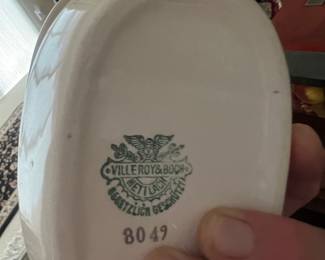 VILLEROY&BOCH
METTLACH
GESETZLICH GESCHÜTZT
8049